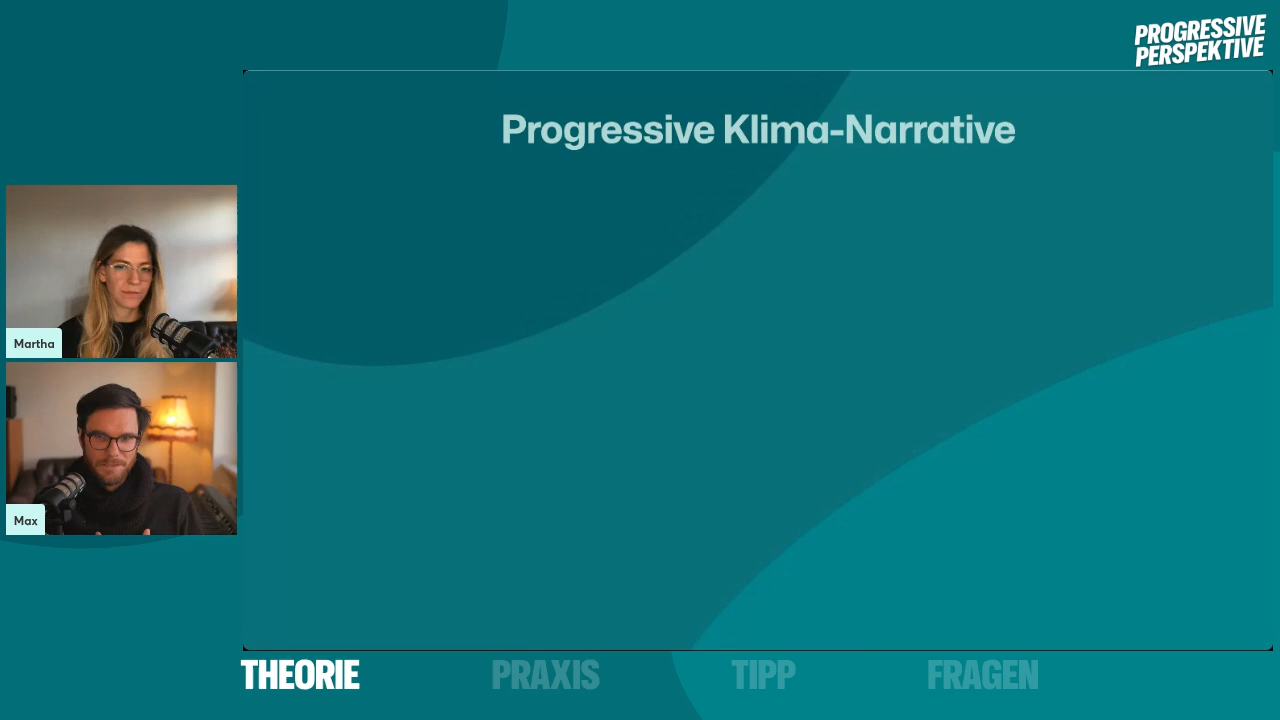 PROGRESSIVE
PERSPEKTIVE
Progressive Klima-Narrative
Martha
Max
THEORIE PRAXIS TIPP FRAGEN